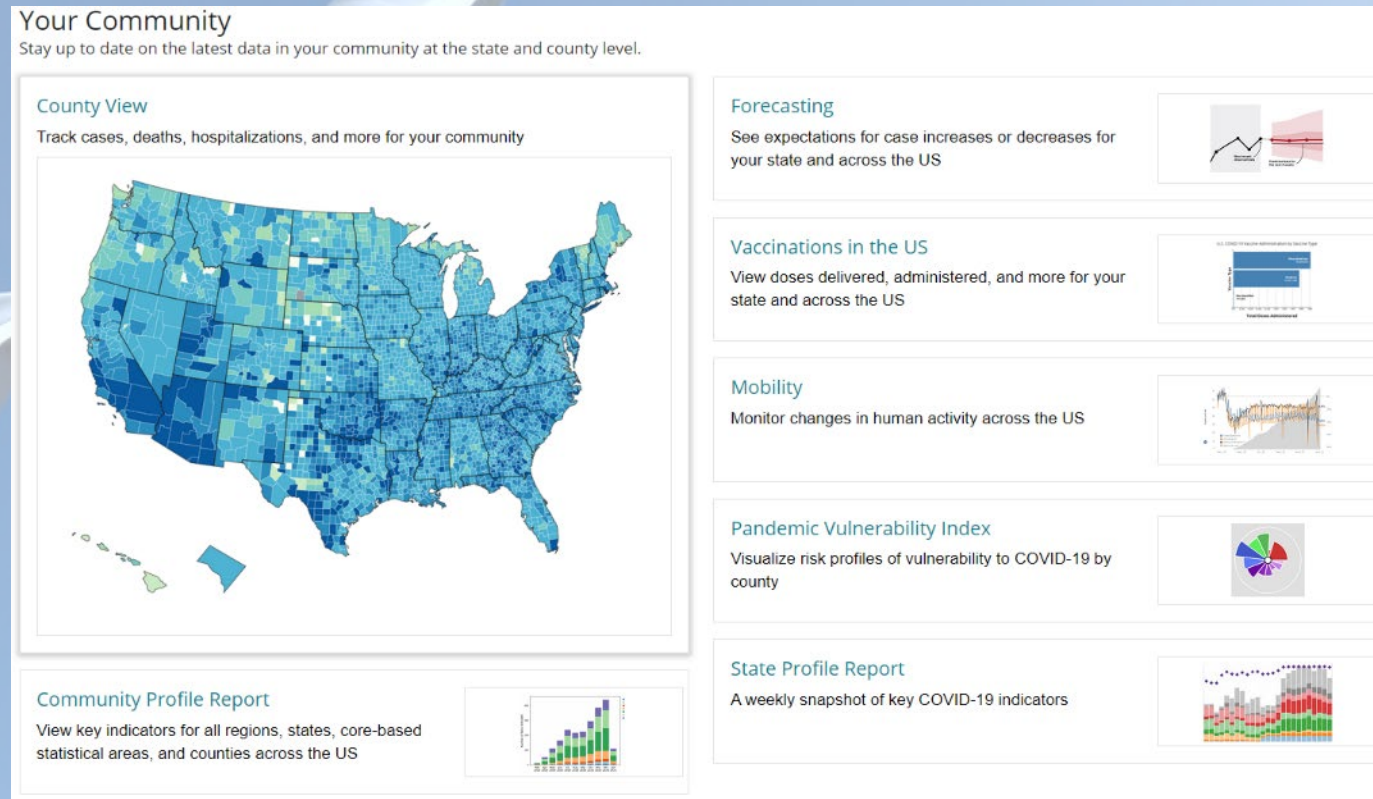 Your Community
Stay up to date on the latest data in your community at the state and county level.
County View
Track cases, deaths, hospitalizations, and more for your community
Community Profile Report
View key indicators for all regions, states, core-based
statistical areas, and counties across the US
Forecasting
See expectations for case increases or decreases for
your state and across the US
Vaccinations in the US
View doses delivered, administered, and more for your
state and across the US
Mobility
Monitor changes in human activity across the US
Pandemic Vulnerability Index
Visualize risk profiles of vulnerability to COVID-19 by
county
State Profile Report
A weekly snapshot of key COVID-19 indicators